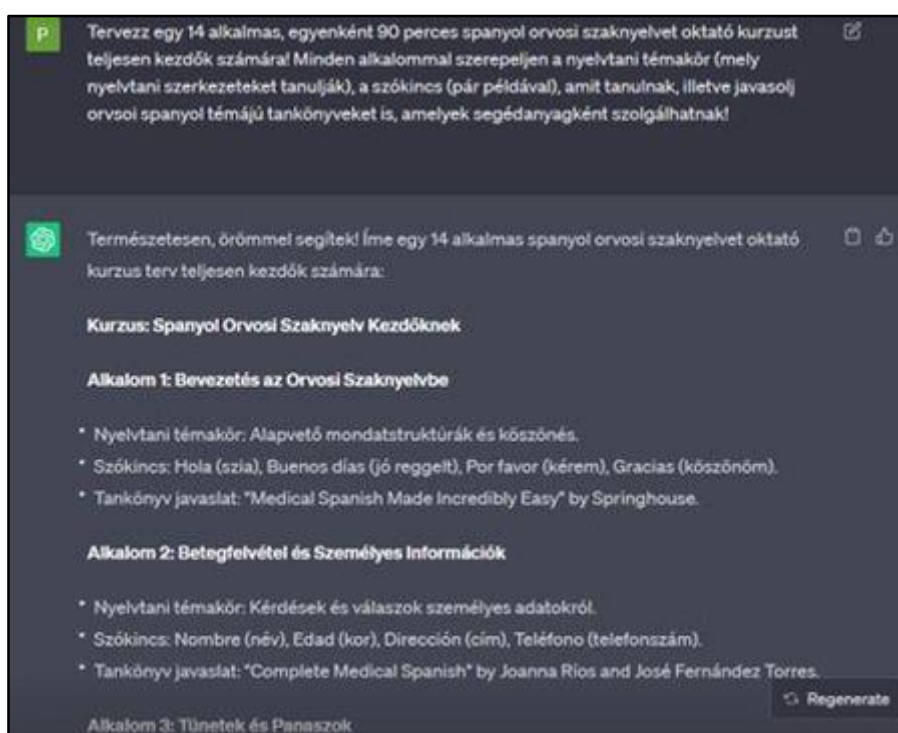 P
Tervezz egy 14 alkalmas, egyenként 90 perces spanyol orvosi szaknyelvet oktató kurzust
teljesen kezdők számára! Minden alkalommal szerepeljen a nyelvtani témakör (mely
nyelvtani szerkezeteket tanulják), a szókincs (pár példával), amit tanulnak, illetve javasolj
orvsoi spanyol témájú tankönyveket is, amelyek segédanyagként szolgálhatnak!
Természetesen, örömmel segítek! Íme egy 14 alkalmas spanyol orvosi szaknyelvet oktató
kurzus terv teljesen kezdők számára:
Kurzus: Spanyol Orvosi Szaknyelv Kezdőknek
Alkalom 1: Bevezetés az Orvosi Szaknyelvbe
• Nyelvtani témakör: Alapvető mondatstruktúrák és köszönés.
• Szókincs: Hola (szia), Buenos días (jó reggelt), Por favor (kérem), Gracias (köszönöm).
• Tankönyv javaslat: "Medical Spanish Made Incredibly Easy" by Springhouse.
Alkalom 2: Betegfelvétel és Személyes Információk
• Nyelvtani témakör: Kérdések és válaszok személyes adatokról.
• Szókincs: Nombre (név), Edad (kor), Dirección (cím), Teléfono (telefonszám).
• Tankönyv javaslat: "Complete Medical Spanish" by Joanna Ríos and José Fernández Torres.
Regenerate
Alkalom 3: Tünetek és Panaszok